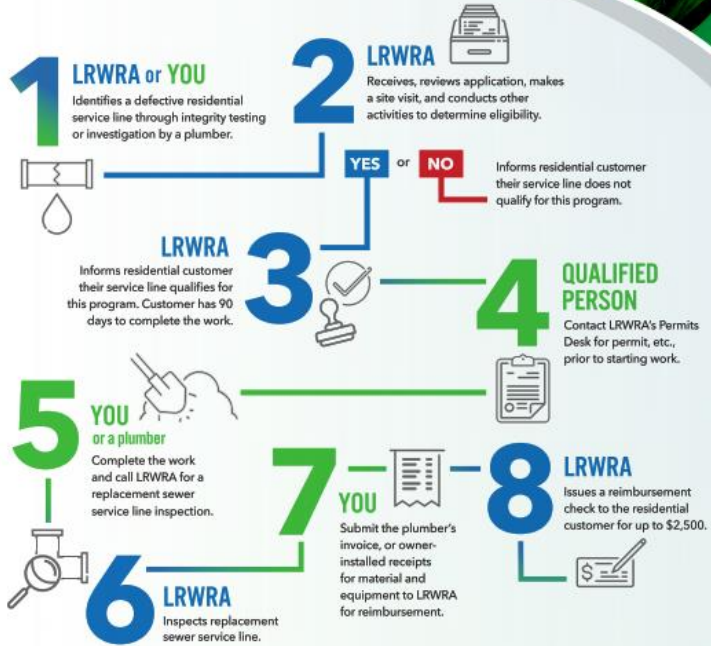 1
LRWRA or YOU
Identifies a defective residential
service line through integrity testing
or investigation by a plumber.
2
LRWRA
Receives, reviews application, makes
a site visit, and conducts other
activities to determine eligibility.
YES or NO
Informs residential customer
their service line does not
qualify for this program.
3
LRWRA
Informs residential customer
their service line qualifies for
this program. Customer has 90
days to complete the work.
4
QUALIFIED
PERSON
Contact LRWRA's Permits
Desk for permit, etc.,
prior to starting work.
5
YOU
or a plumber
Complete the work
and call LRWRA for a
replacement sewer
service line inspection.
6
LRWRA
Inspects replacement
sewer service line.
7
YOU
Submit the plumber's
invoice, or owner-
installed receipts
for material and
equipment to LRWRA
for reimbursement.
8
LRWRA
Issues a reimbursement
check to the residential
customer for up to $2,500.
$